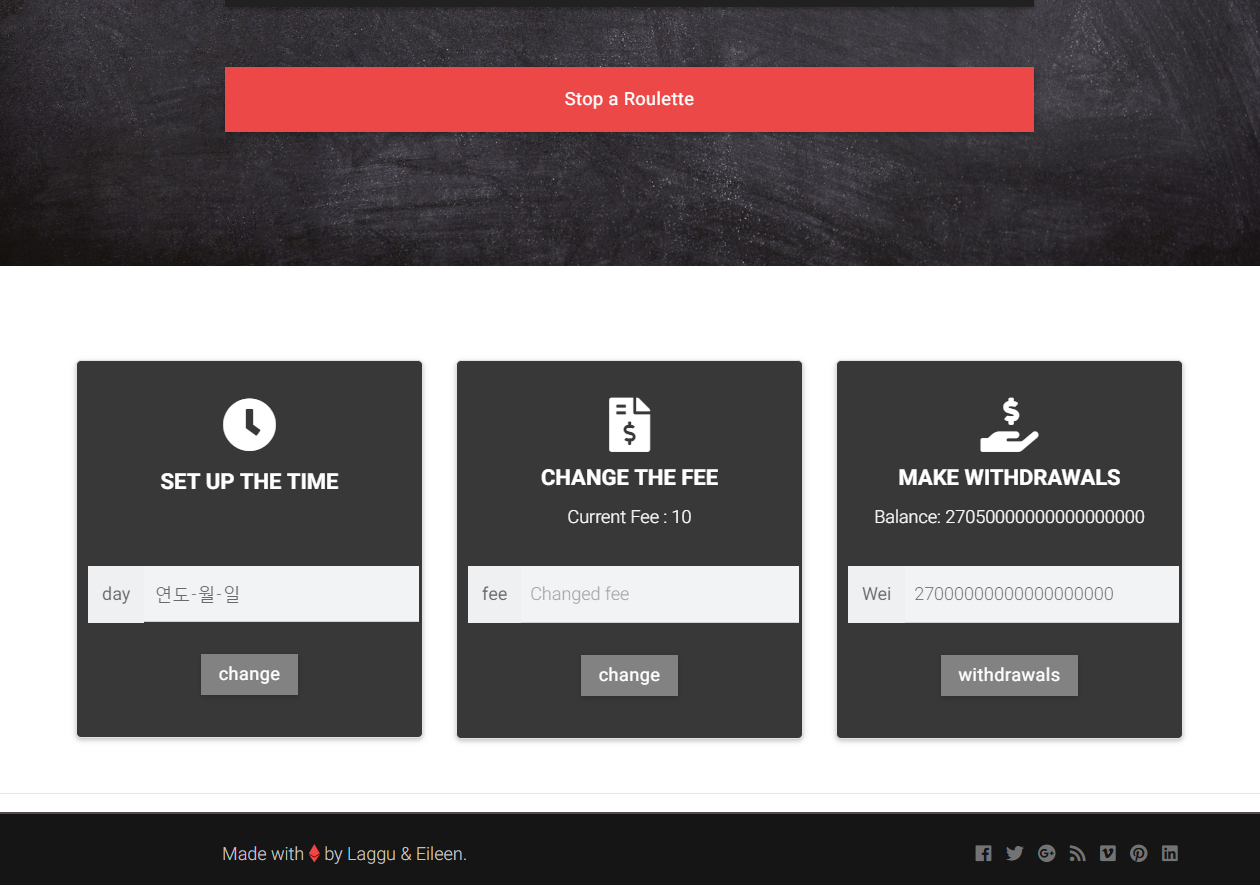 Stop a Roulette
SET UP THE TIME
day
연도-월-일
change
CHANGE THE FEE
Current Fee : 10
fee
Changed fee
change
MAKE WITHDRAWALS
Balance: 27050000000000000000
Wei
27000000000000000000
withdrawals
Made with by Laggu & Eileen.